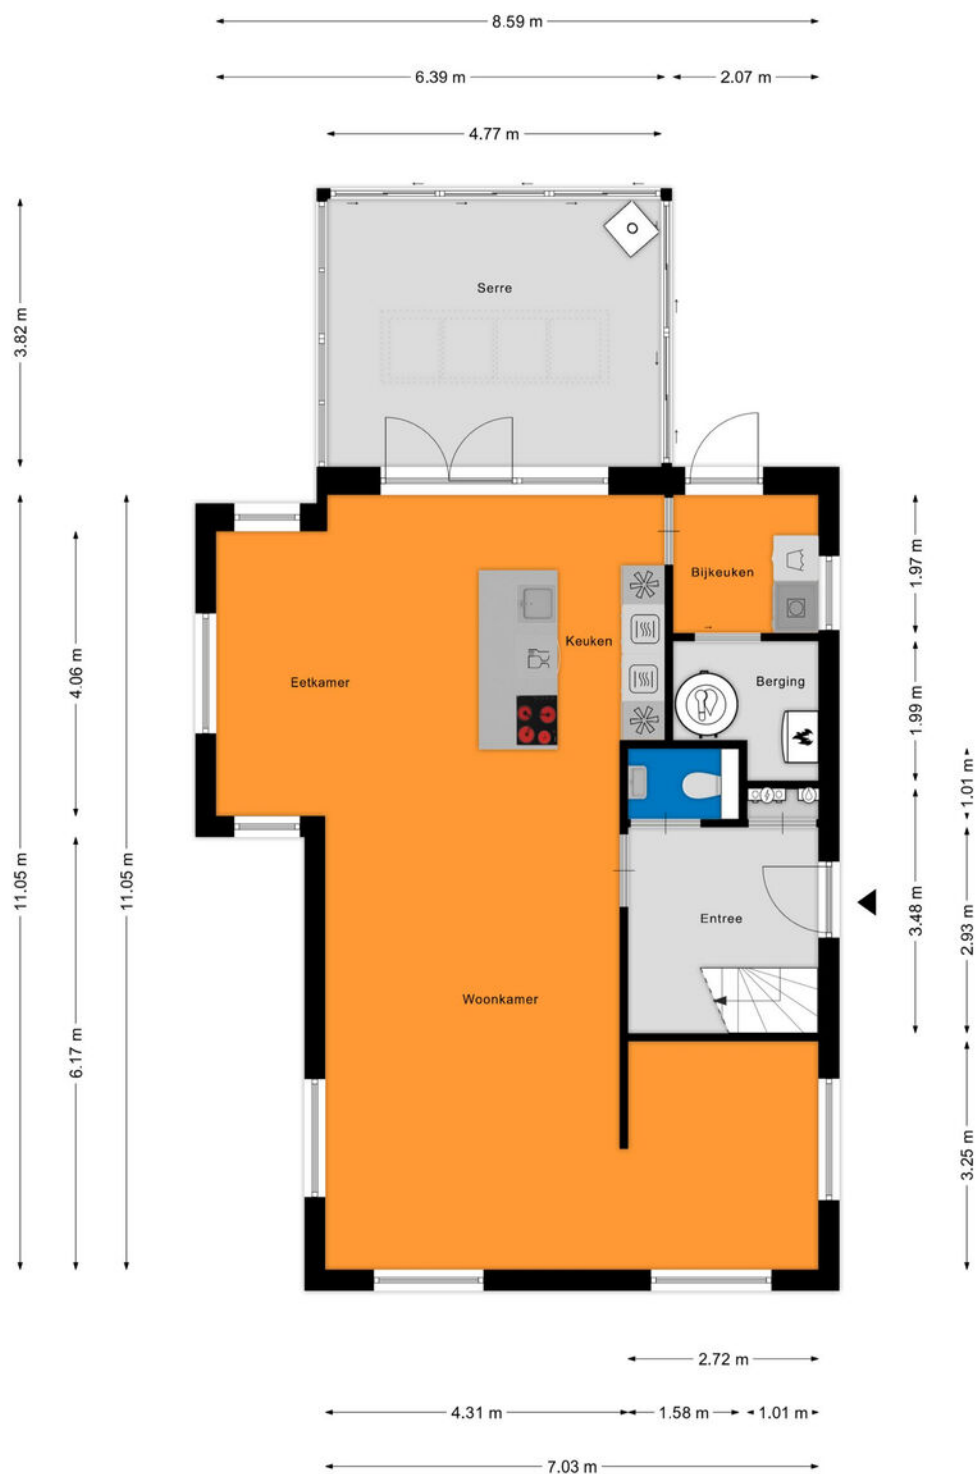 8.59 m
6.39 m
2.07 m
4.77 m
3.82 m
Serre
11.05 m
4.06 m
11.05 m
6.17 m
Bijkeuken
Keuken
Eetkamer
Berging
Entree
Woonkamer
1.97 m
1.99 m
1.01 m
3.48 m
2.93 m
3.25 m
2.72 m
4.31 m
1.58 m
1.01 m
7.03 m